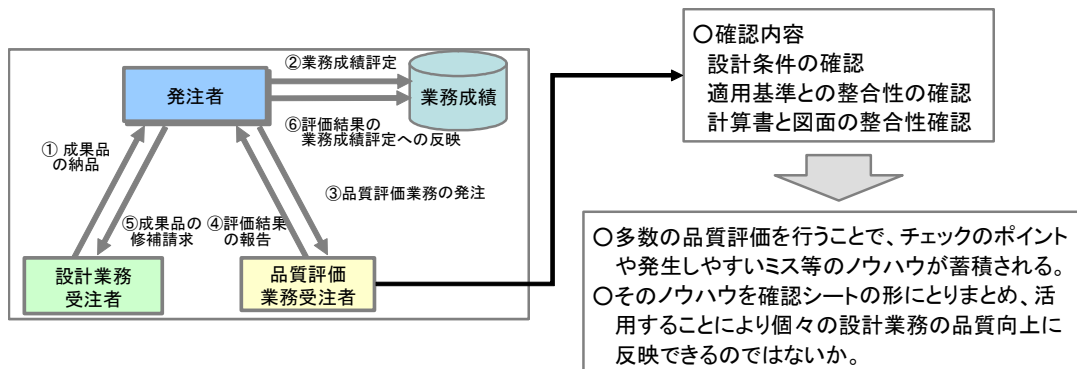 ②業務成績評定
発注者
業務成績
⑥評価結果の
業務成績評定への反映
① 成果品
の納品
③品質評価業務の発注
⑤成果品の
修補請求
④評価結果
の報告
設計業務
受注者
品質評価
業務受注者
○確認内容
設計条件の確認
適用基準との整合性の確認
計算書と図面の整合性確認
○多数の品質評価を行うことで、チェックのポイント
や発生しやすいミス等のノウハウが蓄積される。
○そのノウハウを確認シートの形にとりまとめ、活
用することにより個々の設計業務の品質向上に
反映できるのではないか。